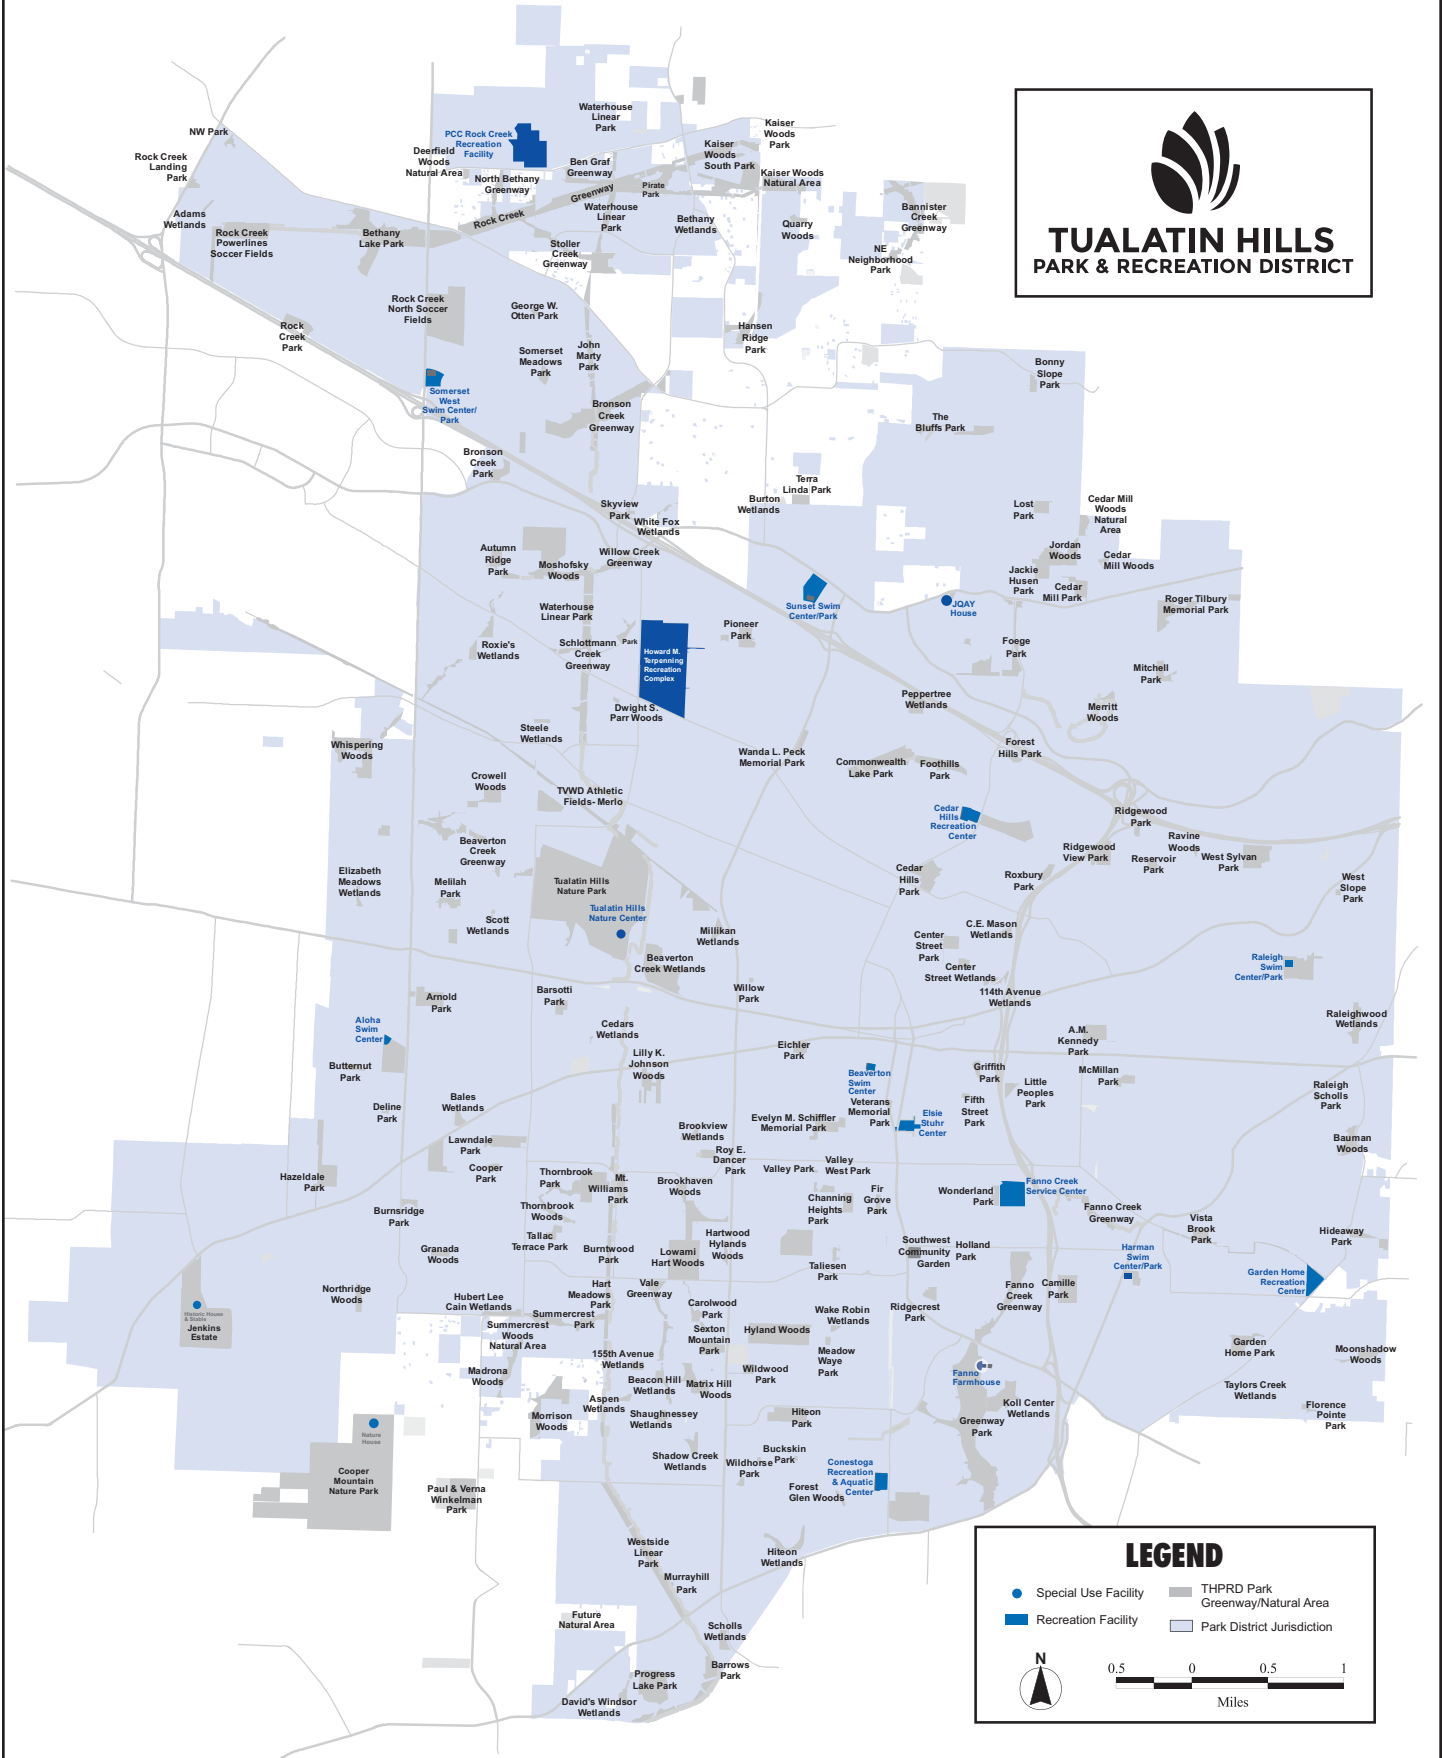 TUALATIN HILLS
PARK & RECREATION DISTRICT
Waterhouse
Linear
Park
Kaiser
Woods
Park
NW Park
PCC Rock Creek
Recreation
Facility
Deerfield
Woods
Natural Area
Kaiser
Woods
South Park
Rock Creek
Landing
Park
Ben Graf
Greenway
Kaiser Woods
Natural Area
North Bethany
Greenway
Pirate
Park
Rock Creek
Greenway
Adams
Wetlands
Waterhouse
Linear
Park
Bethany
Wetlands
Quarry
Woods
Bannister
Creek
Greenway
Rock Creek
Powerlines
Soccer Fields
Bethany
Lake Park
Stoller
Creek
Greenway
NE
Neighborhood
Park
Rock Creek
North Soccer
Fields
George W.
Otten Park
Rock
Creek
Park
Hansen
Ridge
Park
Somerset
Meadows
Park
John
Marty
Park
Bonny
Slope
Park
Somerset
West
Swim Center/
Park
Bronson
Creek
Greenway
The
Bluffs Park
Bronson
Creek
Park
Terra
Linda Park
Burton
Wetlands
Skyview
Park
White Fox
Wetlands
Lost
Park
Cedar Mill
Woods
Natural
Area
Autumn
Ridge
Park
Moshofsky
Woods
Willow Creek
Greenway
Jordan
Woods
Cedar
Mill Woods
Jackie
Husen
Park
Cedar
Mill Park
Sunset Swim
Center/Park
JQAY
House
Roger Tilbury
Memorial Park
Waterhouse
Linear Park
Pioneer
Park
Roxie's
Wetlands
Schlottmann
Creek
Greenway
Park
Howard M.
Terpenning
Recreation
Complex
Foege
Park
Mitchell
Park
Dwight S.
Parr Woods
Peppertree
Wetlands
Merritt
Woods
Steele
Wetlands
Whispering
Woods
Wanda L. Peck
Memorial Park
Commonwealth
Lake Park
Foothills
Park
Forest
Hills Park
Crowell
Woods
TVWD Athletic
Fields- Merlo
Cedar
Hills
Recreation
Center
Ridgewood
Park
Ravine
Woods
Beaverton
Creek
Greenway
Ridgewood
View Park
Reservoir
Park
West Sylvan
Park
Elizabeth
Meadows
Wetlands
Melilah
Park
Tualatin Hills
Nature Park
Cedar
Hills
Park
Roxbury
Park
West
Slope
Park
Tualatin Hills
Nature Center
Scott
Wetlands
Millikan
Wetlands
C.E. Mason
Wetlands
Center
Street
Park
Beaverton
Creek Wetlands
Center
Street Wetlands
Raleigh
Swim
Center/Park
Arnold
Park
Barsotti
Park
Willow
Park
114th Avenue
Wetlands
Aloha
Swim
Center
Cedars
Wetlands
Raleighwood
Wetlands
A.M.
Kennedy
Park
Eichler
Park
Lilly K.
Johnson
Woods
Butternut
Park
Beaverton
Swim
Center
Griffith
Park
McMillan
Park
Little
Peoples
Park
Raleigh
Scholls
Park
Deline
Park
Bales
Wetlands
Veterans
Memorial
Park
Elsie
Stuhr
Center
Fifth
Street
Park
Evelyn M. Schiffler
Memorial Park
Brookview
Wetlands
Bauman
Woods
Lawndale
Park
Roy E.
Dancer
Park
Cooper
Park
Valley Park
Valley
West Park
Hazeldale
Park
Thornbrook
Park
Mt.
Williams
Park
Brookhaven
Woods
Fanno Creek
Service Center
Wonderland
Park
Channing
Heights
Park
Fir
Grove
Park
Burnsridge
Park
Thornbrook
Woods
Fanno Creek
Greenway
Vista
Brook
Park
Hideaway
Park
Tallac
Terrace Park
Hartwood
Hylands
Woods
Granada
Woods
Burntwood
Park
Lowami
Hart Woods
Southwest
Community
Garden
Holland
Park
Harman
Swim
Center/Park
Taliesen
Park
Garden Home
Recreation
Center
Northridge
Woods
Hart
Meadows
Park
Vale
Greenway
Fanno
Creek
Greenway
Camille
Park
Hubert Lee
Cain Wetlands
Carolwood
Park
Historic House
& Stable
Jenkins
Estate
Summercrest
Park
Wake Robin
Wetlands
Ridgecrest
Park
Summercrest
Woods
Natural Area
Sexton
Mountain
Park
Hyland Woods
155th Avenue
Wetlands
Meadow
Waye
Park
Garden
Home Park
Moonshadow
Woods
Madrona
Woods
Wildwood
Park
Fanno
Farmhouse
Beacon Hill
Wetlands
Matrix Hill
Woods
Taylors Creek
Wetlands
Aspen
Wetlands
Koll Center
Wetlands
Florence
Pointe
Park
Morrison
Woods
Shaughnessey
Wetlands
Hiteon
Park
Greenway
Park
Nature
House
Shadow Creek
Wetlands
Buckskin
Park
Wildhorse
Park
Cooper
Mountain
Nature Park
Conestoga
Recreation
& Aquatic
Center
Paul & Verna
Winkelman
Park
Forest
Glen Woods
Westside
Linear
Park
Hiteon
Wetlands
Murrayhill
Park
Future
Natural Area
Scholls
Wetlands
Barrows
Park
Progress
Lake Park
David's Windsor
Wetlands
LEGEND
Special Use Facility
THPRD Park
Greenway/Natural Area
Recreation Facility
Park District Jurisdiction
N
0.5 0 0.5 1
Miles